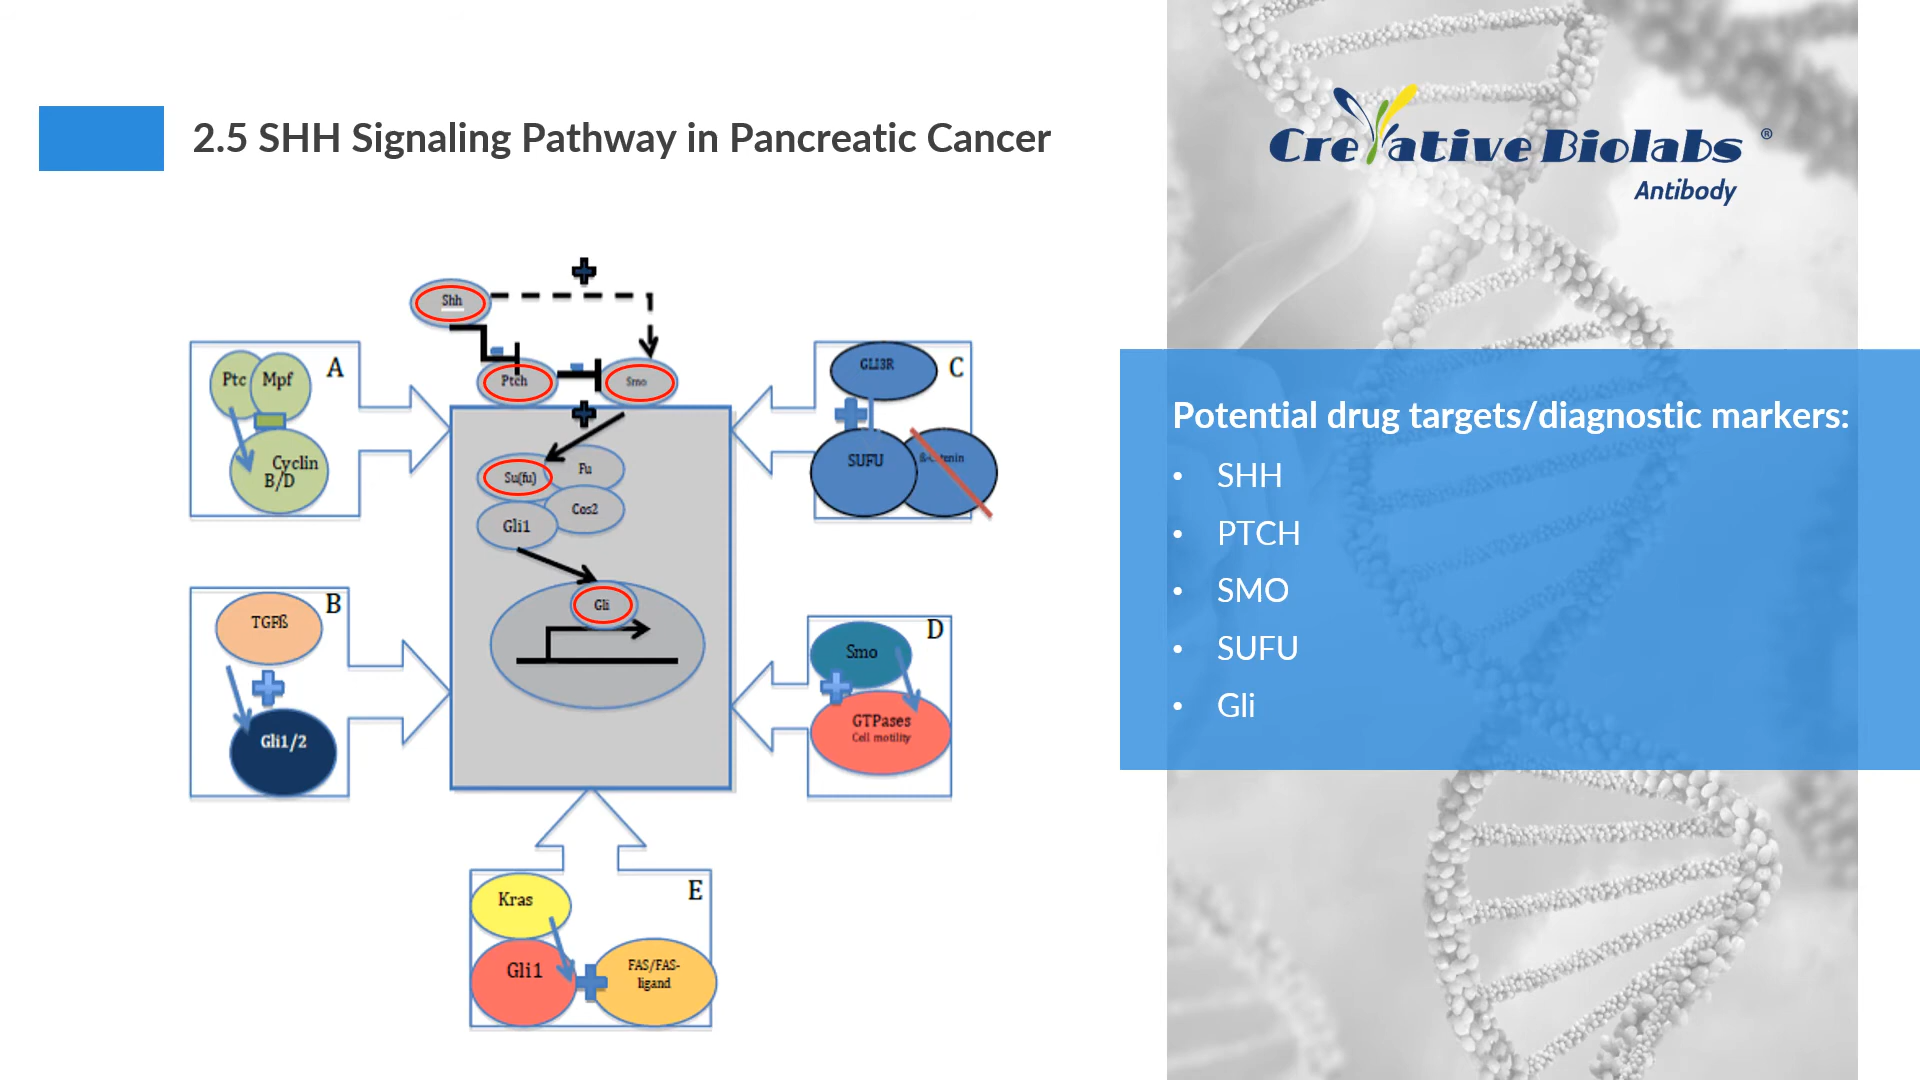 2.5 SHH Signaling Pathway in Pancreatic Cancer
Creative Biolabs ®
Antibody
Shh
Ptch
Smo
Su(fu)
Fu
Cos2
Gli1
Gli
A
Ptc
Mpf
Cyclin
B/D
B
TGFß
Gli1/2
C
GLI3R
SUFU
D
Smo
GTPases
Cell motility
E
Kras
Gli1
FAS/FAS-
ligand
Potential drug targets/diagnostic markers:
• SHH
• PTCH
• SMO
• SUFU
• Gli